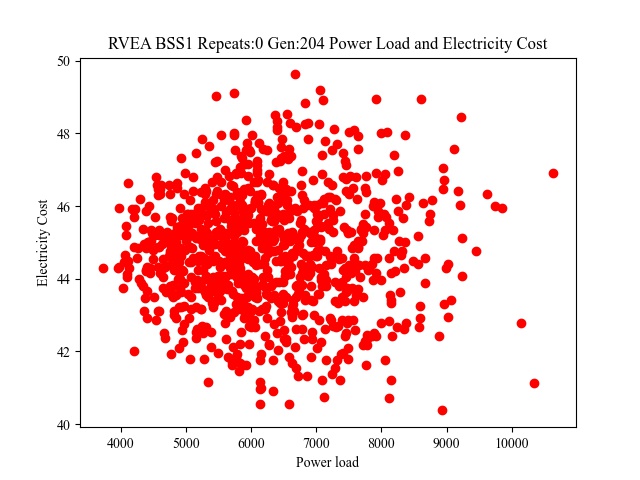 RVEA BSS1 Repeats:0 Gen:204 Power Load and Electricity Cost
50
48
46
44
42
40
Electricity Cost
4000 5000 6000 7000 8000 9000 10000
Power load